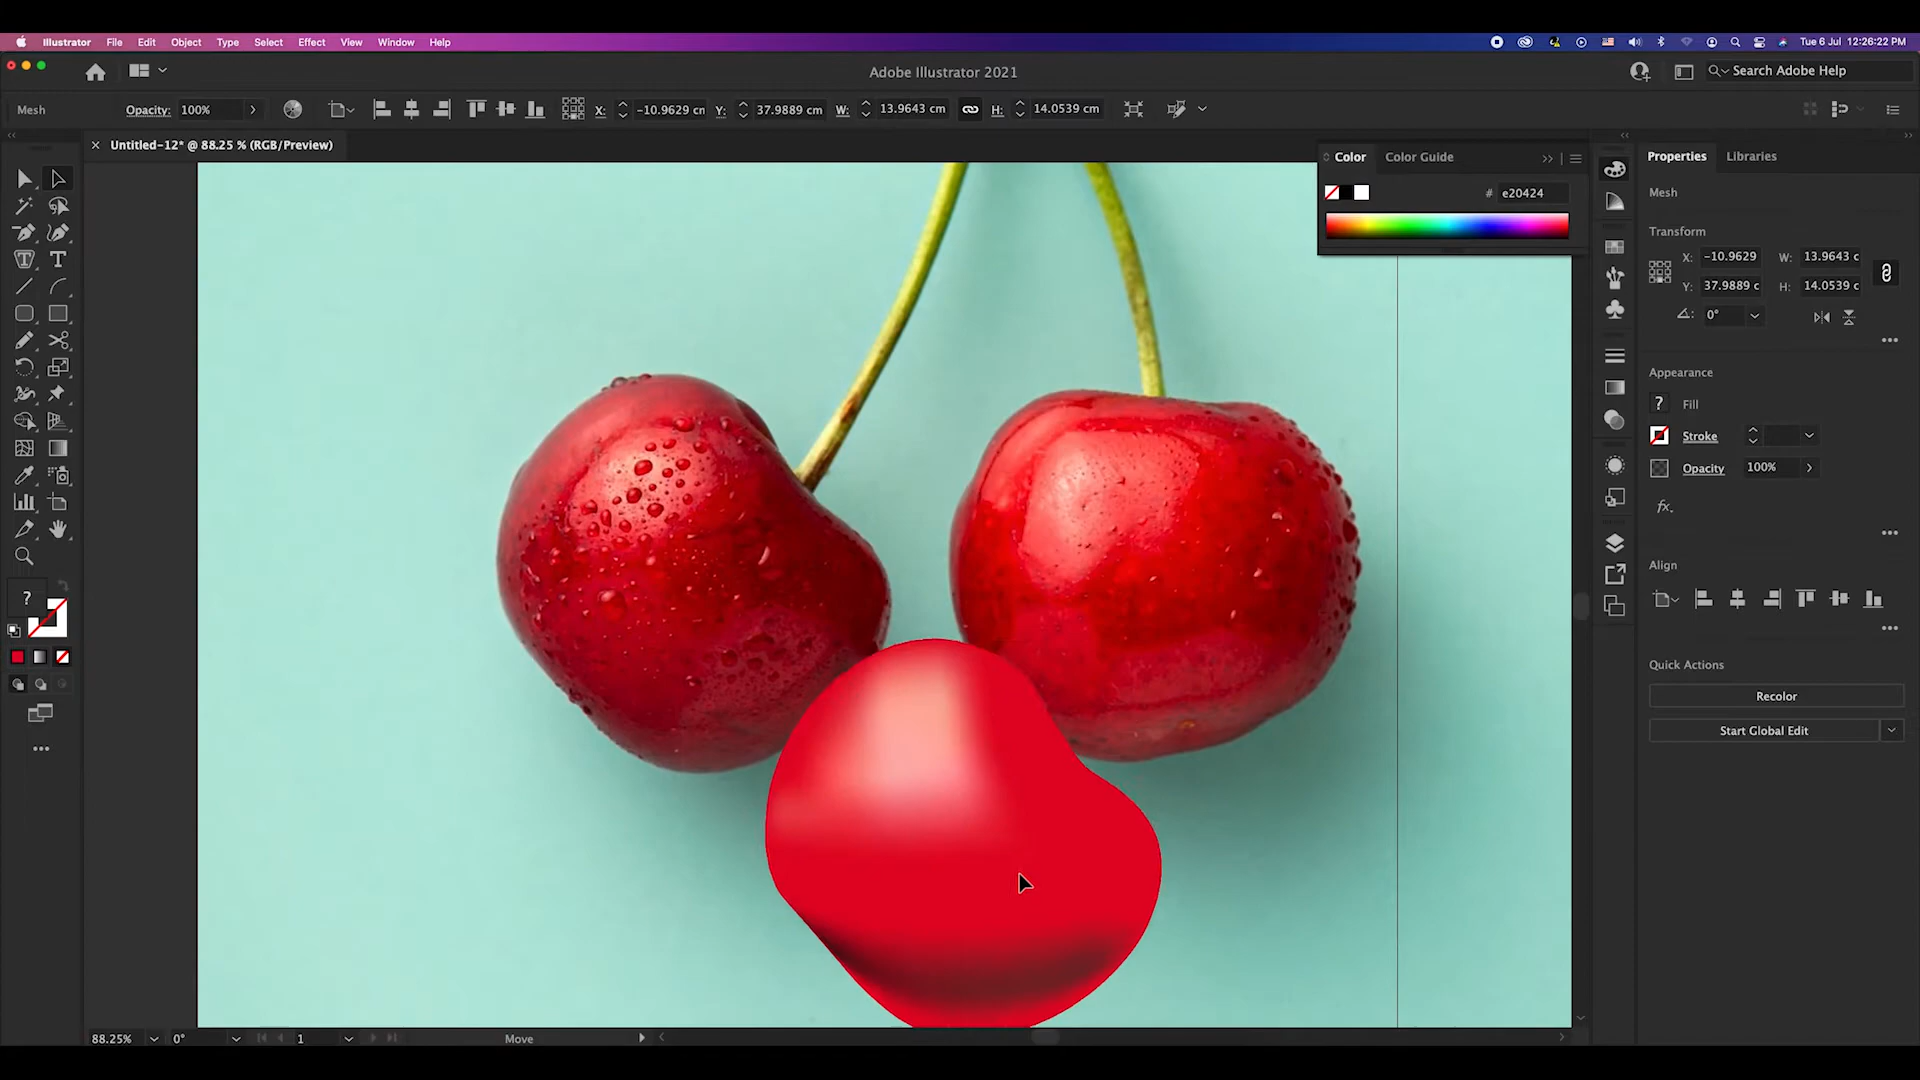 Illustrator File Edit Object Type Select Effect View Window Help
Tue 6 Jul 12:26:22 PM
Adobe Illustrator 2021
Search Adobe Help
Mesh Opacity: 100% X: -10.9629 cm Y: 37.9889 cm W: 13.9643 cm H: 14.0539 cm
Untitled-12* @ 88.25 % (RGB/Preview)
Color Color Guide
# e20424
Properties Libraries
Mesh
Transform
X: -10.9629 W: 13.9643 c
Y: 37.9889 c H: 14.0539 c
0°
Appearance
? Fill
Stroke
Opacity 100%
fx.
Align
Quick Actions
Recolor
Start Global Edit
?
88.25% 0° 1 Move